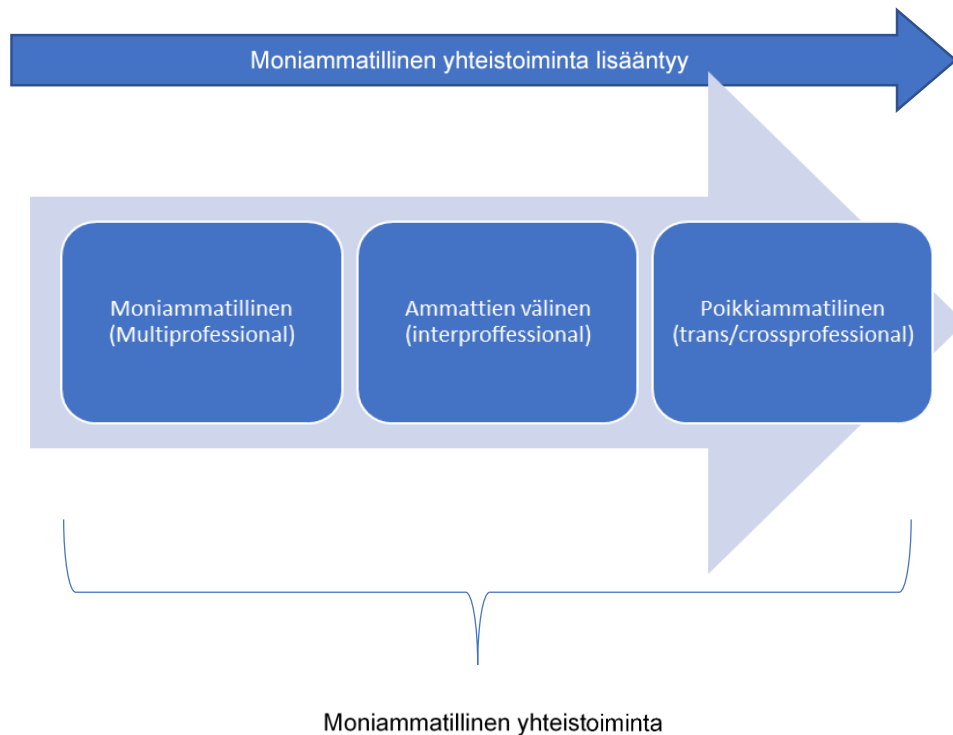 Moniammatillinen yhteistoiminta lisääntyy
Moniammatillinen
(Multiprofessional)
Ammattien välinen
(interproffessional)
Poikkiammatilinen
(trans/crossprofessional)
Moniammatillinen yhteistoiminta